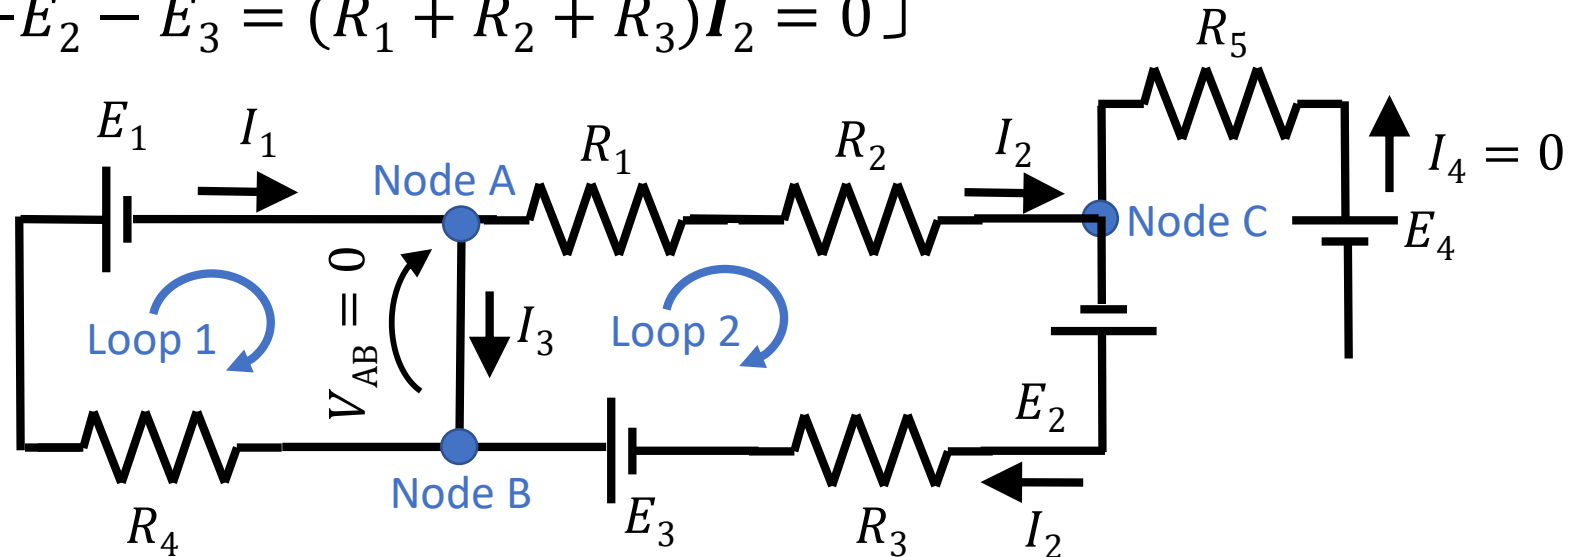 -E₂ − E₃ = (R₁ + R₂ + R₃)I₂ = 0
R₅
E₁
I₁
R₁
R₂
I₂
I₄ = 0
Node A
Node C
E₄
V_AB = 0
Loop 1
I₃
Loop 2
E₂
Node B
R₄
E₃
R₃
I₂